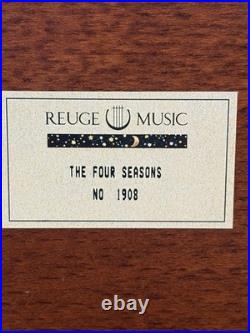 REUGE MUSIC
THE FOUR SEASONS
NO 1908